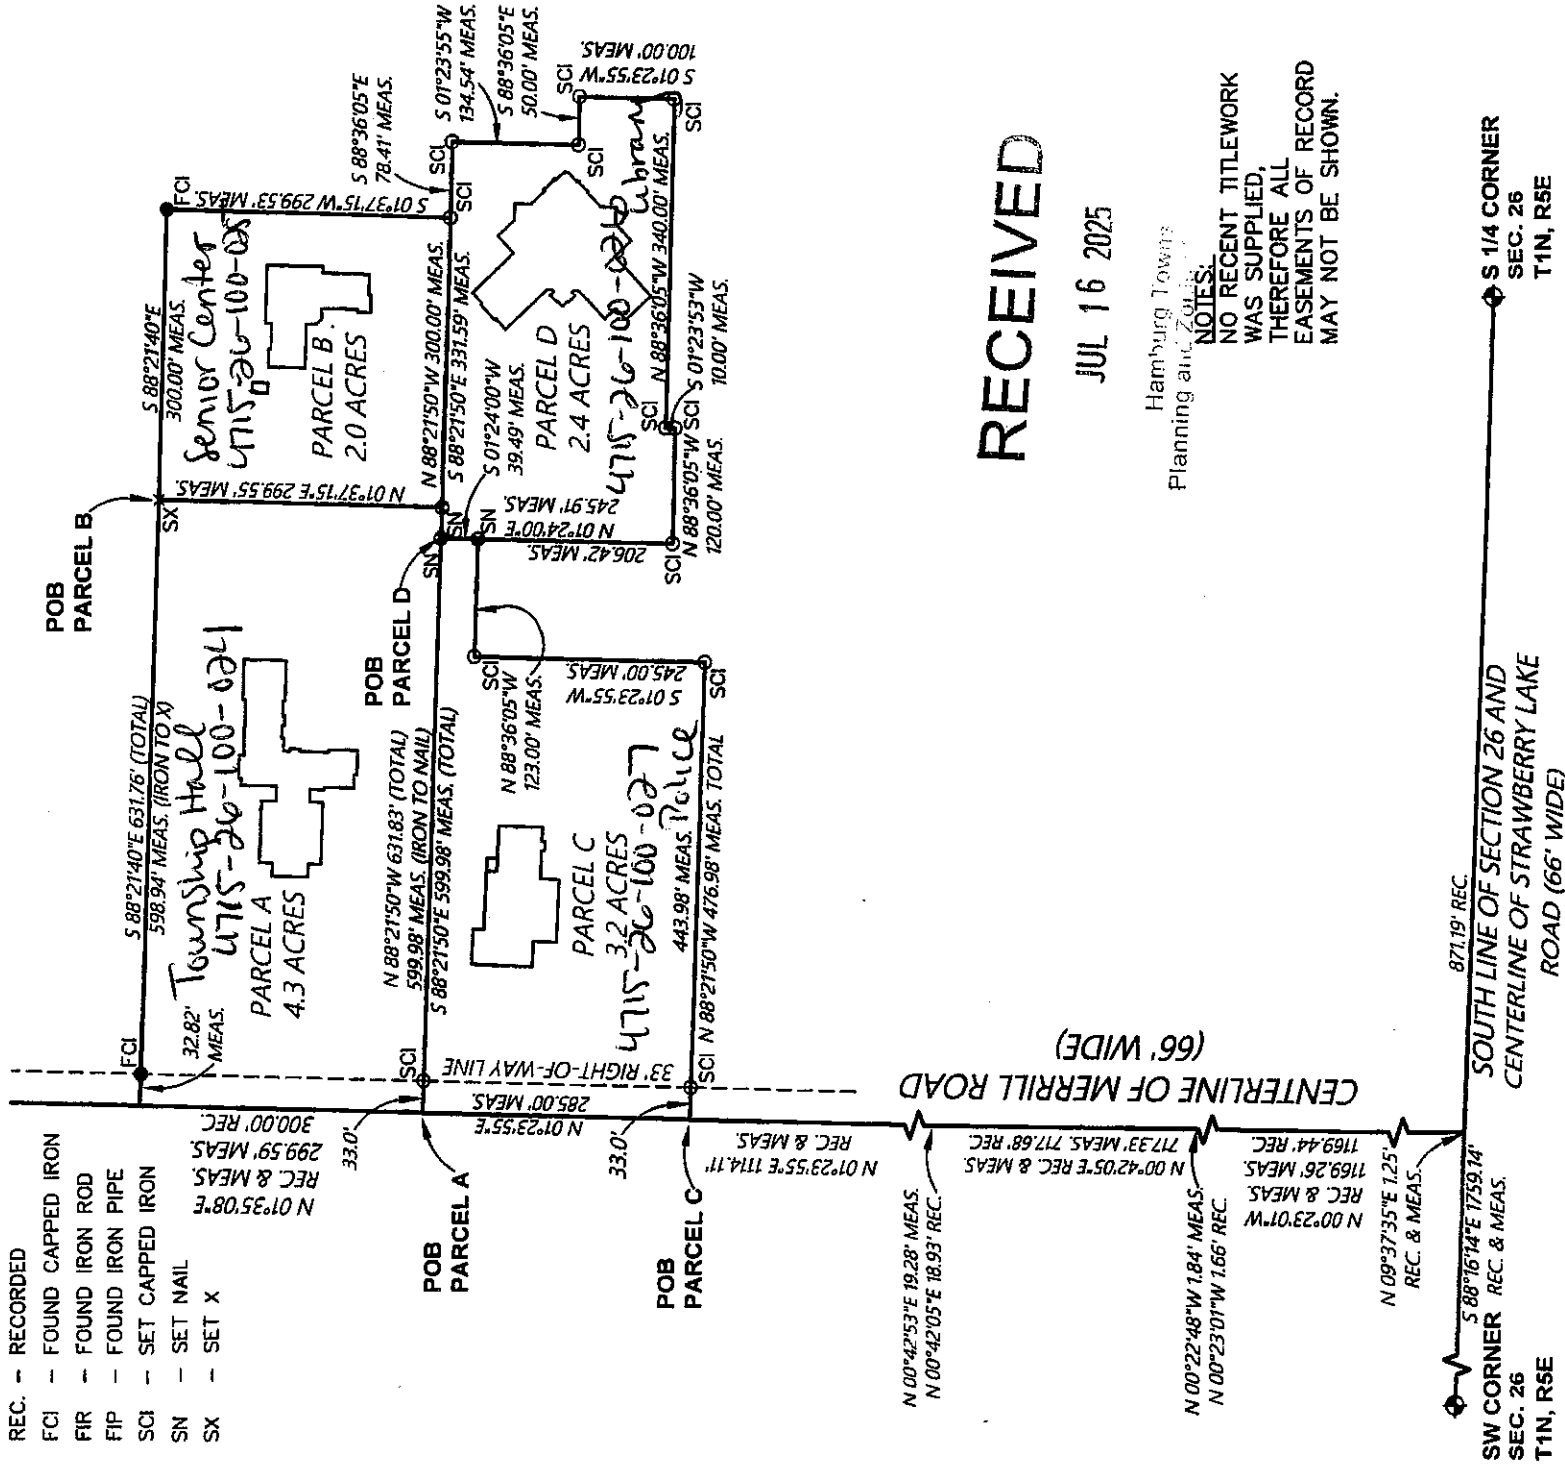 REC. - RECORDED
FCI - FOUND CAPPED IRON
FIR - FOUND IRON ROD
FIP - FOUND IRON PIPE
SCI - SET CAPPED IRON
SN - SET NAIL
SX - SET X
POB
PARCEL B
FCI
S 88°21'40"E 631.76' (TOTAL)
598.94' MEAS. (IRON TO X)
SX
S 88°21'40"E
300.00' MEAS.
FCI
32.82'
MEAS.
Township Hall
4715-26-100-024
PARCEL A
4.3 ACRES
N 01°37'15"E 299.55' MEAS.
Senior Center
4715-26-100-025
PARCEL B
2.0 ACRES
S 01°37'15"W 299.53' MEAS.
S 88°36'05"E
78.41' MEAS.
S 01°23'55"W
134.54' MEAS.
S 88°36'05"E
50.00' MEAS.
N 01°35'08"E
REC. & MEAS.
299.59' MEAS.
300.00' REC.
33.0'
POB
PARCEL A
SCI
N 88°21'50"W 631.83' (TOTAL)
599.98' MEAS. (IRON TO NAIL)
S 88°21'50"E 599.98' MEAS. (TOTAL)
POB
PARCEL D
SN
SN
N 88°21'50"W 300.00' MEAS.
S 88°21'50"E 331.59' MEAS.
SCI
SCI
S 01°24'00"W
39.49' MEAS.
SN
N 01°24'00"E
245.91' MEAS.
206.42' MEAS.
PARCEL D
2.4 ACRES
Library
SCI
SCI
S 01°23'55"W
100.00' MEAS.
SCI
N 88°36'05"W 340.00' MEAS.
SCI
SCI
S 01°23'53"W
10.00' MEAS.
N 88°36'05"W
120.00' MEAS.
SCI
SCI
N 88°36'05"W
123.00' MEAS.
S 01°23'55"W
245.00' MEAS.
SCI
PARCEL C
3.2 ACRES
4715-26-100-027
Police
443.98' MEAS.
N 88°21'50"W 476.98' MEAS. TOTAL
SCI
33' RIGHT-OF-WAY LINE
N 01°23'55"E
285.00' MEAS.
33.0'
POB
PARCEL C
N 01°23'55"E 1114.11'
REC. & MEAS.
CENTERLINE OF MERRILL ROAD
(66' WIDE)
N 00°42'53"E 19.28' MEAS.
N 00°42'05"E 18.93' REC.
N 00°42'05"E REC. & MEAS.
717.33' MEAS. 717.68' REC.
N 00°22'48"W 1.84' MEAS.
N 00°23'01"W 1.66' REC.
N 00°23'01"W
REC. & MEAS.
1169.26' MEAS.
1169.44' REC.
N 09°37'35"E 1.25'
REC. & MEAS.
RECEIVED
JUL 16 2025
Hamburg
Planning and
NOTES:
NO RECENT TITLEWORK
WAS SUPPLIED,
THEREFORE ALL
EASEMENTS OF RECORD
MAY NOT BE SHOWN.
S 88°16'14"E 1759.14'
REC. & MEAS.
SW CORNER
SEC. 26
T1N, R5E
871.19' REC.
SOUTH LINE OF SECTION 26 AND
CENTERLINE OF STRAWBERRY LAKE
ROAD (66' WIDE)
S 1/4 CORNER
SEC. 26
T1N, R5E